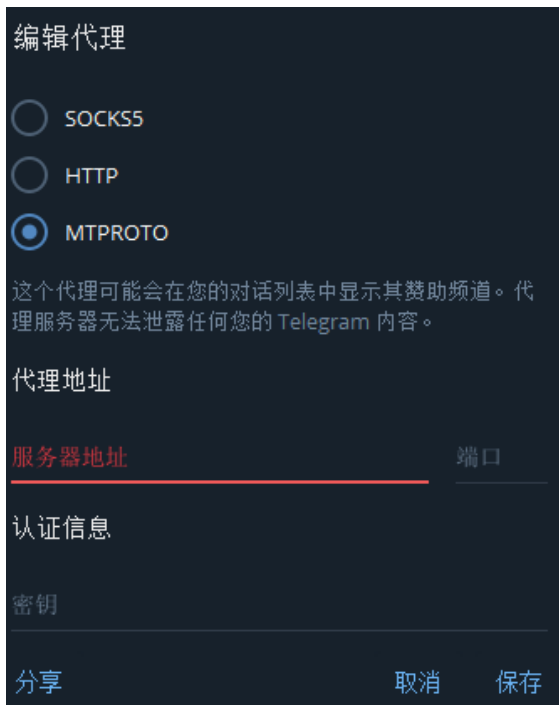 编辑代理
SOCKS5
HTTP
MTPROTO
这个代理可能会在您的对话列表中显示其赞助频道。代
理服务器无法泄露任何您的 Telegram 内容。
代理地址
服务器地址 端口
认证信息
密钥
分享 取消 保存